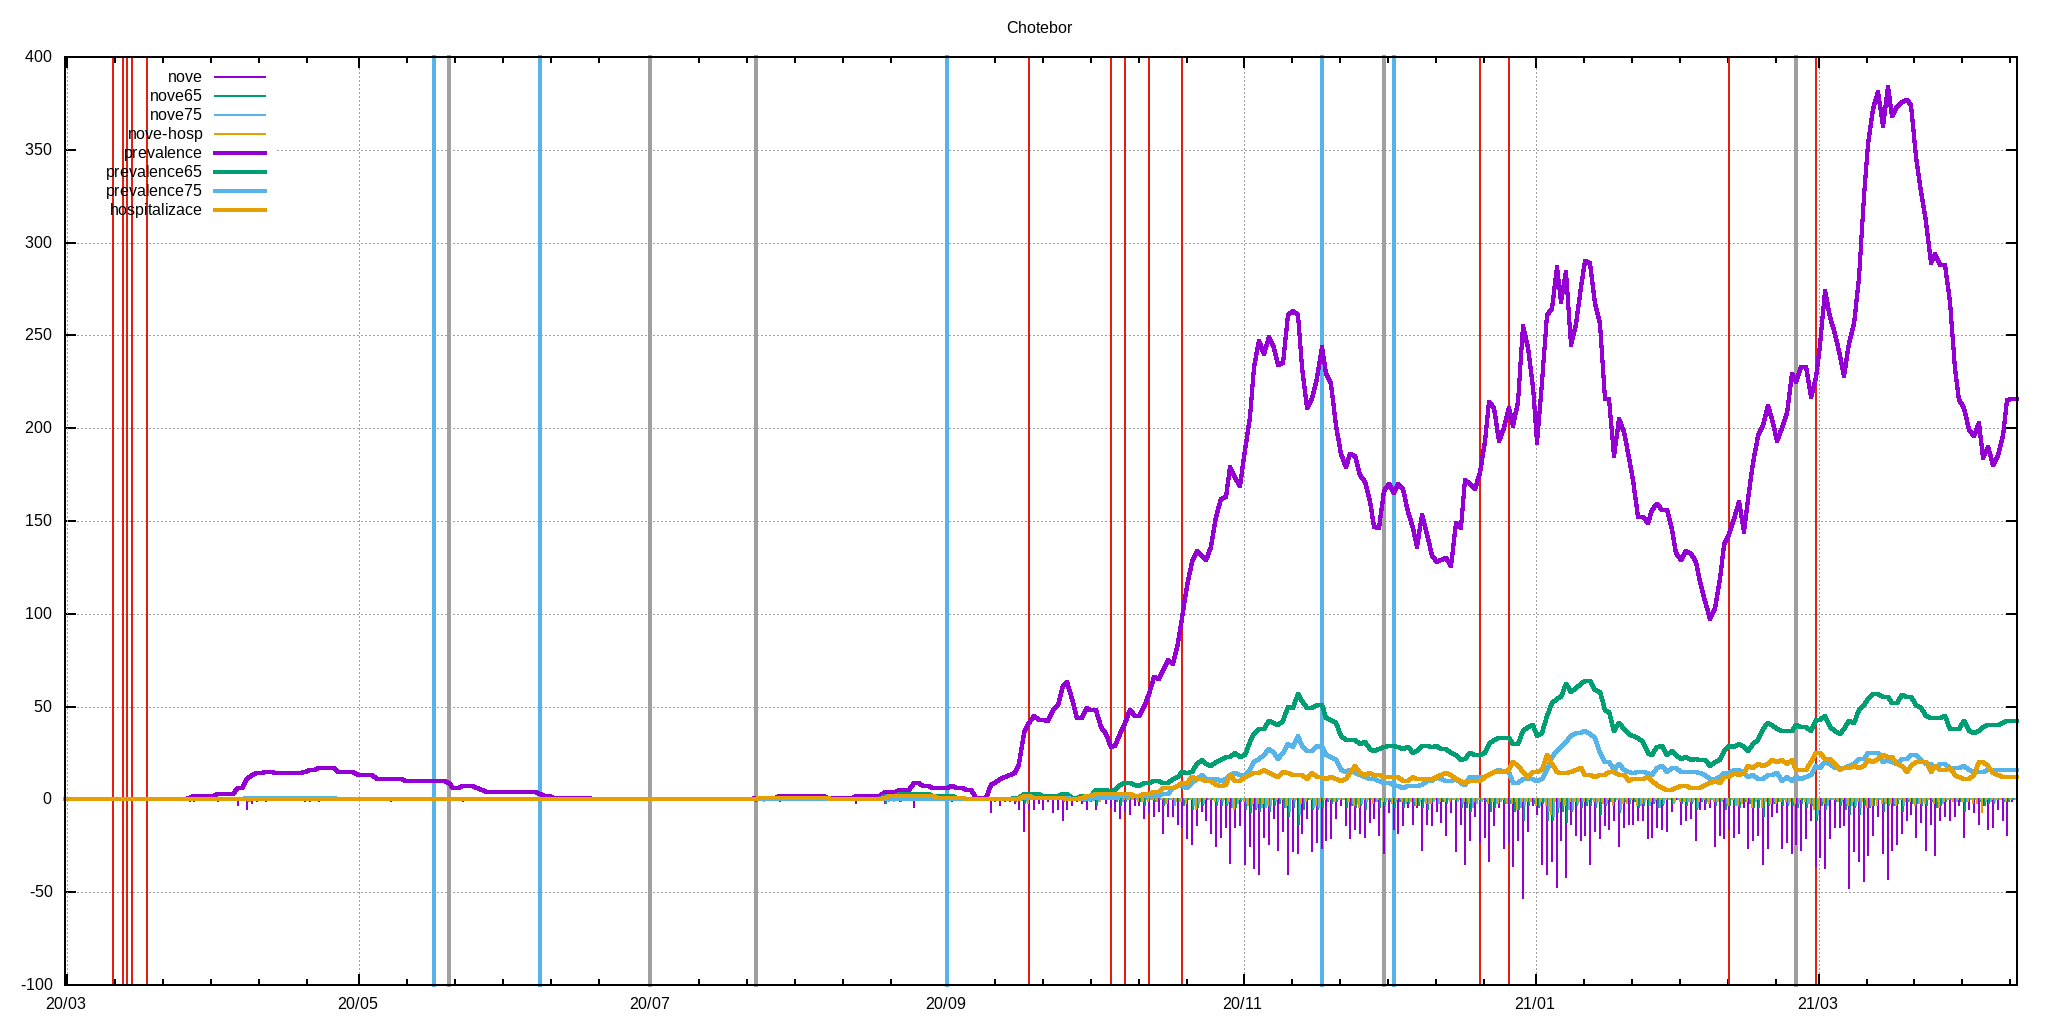 Chotebor
400
350
300
250
200
150
100
50
0
-50
-100
nove
nove65
nove75
nove-hosp
prevalence
prevalence65
prevalence75
hospitalizace
20/03 20/05 20/07 20/09 20/11 21/01 21/03